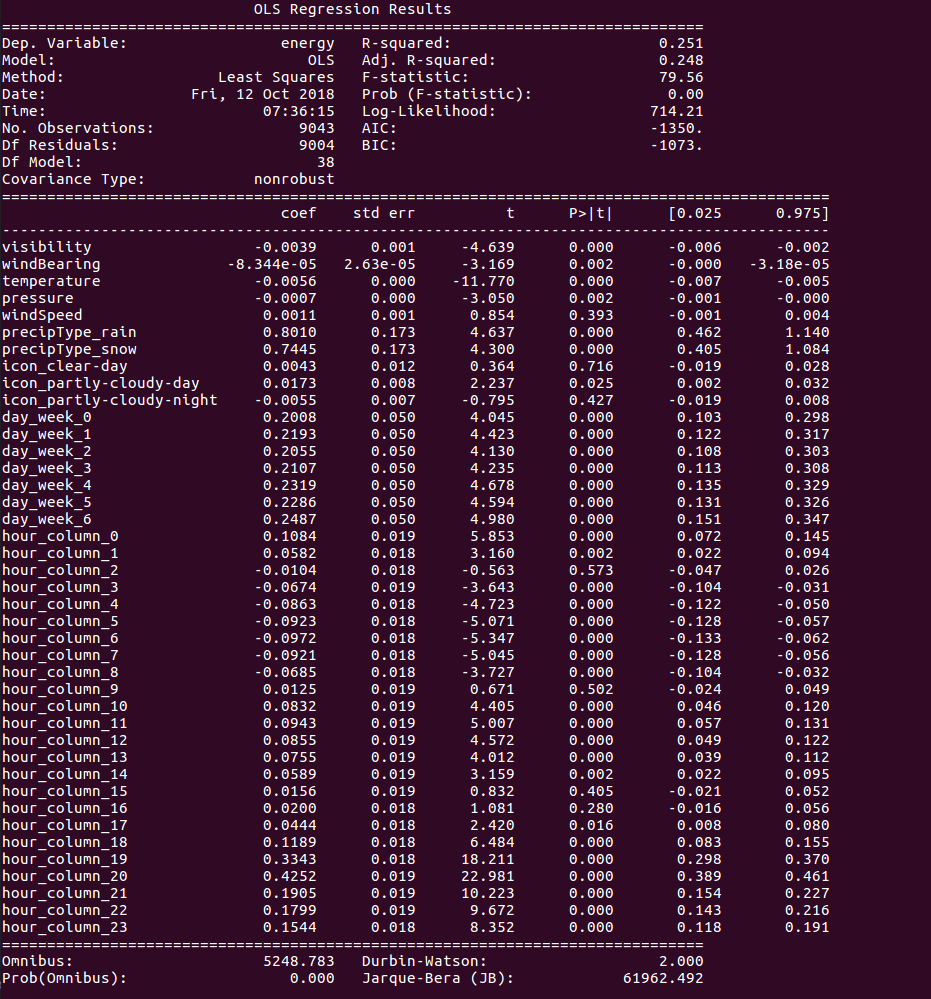 OLS Regression Results
==============================================================================
Dep. Variable:                 energy   R-squared:                       0.251
Model:                            OLS   Adj. R-squared:                  0.248
Method:                 Least Squares   F-statistic:                     79.56
Date:                Fri, 12 Oct 2018   Prob (F-statistic):               0.00
Time:                        07:36:15   Log-Likelihood:                 714.21
No. Observations:                9043   AIC:                            -1350.
Df Residuals:                    9004   BIC:                            -1073.
Df Model:                          38
Covariance Type:            nonrobust
============================================================================================
                               coef    std err          t      P>|t|      [0.025      0.975]
--------------------------------------------------------------------------------------------
visibility                  -0.0039      0.001     -4.639      0.000      -0.006      -0.002
windBearing              -8.344e-05   2.63e-05     -3.169      0.002      -0.000   -3.18e-05
temperature                 -0.0056      0.000    -11.770      0.000      -0.007      -0.005
pressure                    -0.0007      0.000     -3.050      0.002      -0.001      -0.000
windSpeed                    0.0011      0.001      0.854      0.393      -0.001       0.004
precipType_rain              0.8010      0.173      4.637      0.000       0.462       1.140
precipType_snow              0.7445      0.173      4.300      0.000       0.405       1.084
icon_clear-day               0.0043      0.012      0.364      0.716      -0.019       0.028
icon_partly-cloudy-day       0.0173      0.008      2.237      0.025       0.002       0.032
icon_partly-cloudy-night    -0.0055      0.007     -0.795      0.427      -0.019       0.008
day_week_0                   0.2008      0.050      4.045      0.000       0.103       0.298
day_week_1                   0.2193      0.050      4.423      0.000       0.122       0.317
day_week_2                   0.2055      0.050      4.130      0.000       0.108       0.303
day_week_3                   0.2107      0.050      4.235      0.000       0.113       0.308
day_week_4                   0.2319      0.050      4.678      0.000       0.135       0.329
day_week_5                   0.2286      0.050      4.594      0.000       0.131       0.326
day_week_6                   0.2487      0.050      4.980      0.000       0.151       0.347
hour_column_0                0.1084      0.019      5.853      0.000       0.072       0.145
hour_column_1                0.0582      0.018      3.160      0.002       0.022       0.094
hour_column_2               -0.0104      0.018     -0.563      0.573      -0.047       0.026
hour_column_3               -0.0674      0.019     -3.643      0.000      -0.104      -0.031
hour_column_4               -0.0863      0.018     -4.723      0.000      -0.122      -0.050
hour_column_5               -0.0923      0.018     -5.071      0.000      -0.128      -0.057
hour_column_6               -0.0972      0.018     -5.347      0.000      -0.133      -0.062
hour_column_7               -0.0921      0.018     -5.045      0.000      -0.128      -0.056
hour_column_8               -0.0685      0.018     -3.727      0.000      -0.104      -0.032
hour_column_9                0.0125      0.019      0.671      0.502      -0.024       0.049
hour_column_10               0.0832      0.019      4.405      0.000       0.046       0.120
hour_column_11               0.0943      0.019      5.007      0.000       0.057       0.131
hour_column_12               0.0855      0.019      4.572      0.000       0.049       0.122
hour_column_13               0.0755      0.019      4.012      0.000       0.039       0.112
hour_column_14               0.0589      0.019      3.159      0.002       0.022       0.095
hour_column_15               0.0156      0.019      0.832      0.405      -0.021       0.052
hour_column_16               0.0200      0.018      1.081      0.280      -0.016       0.056
hour_column_17               0.0444      0.018      2.420      0.016       0.008       0.080
hour_column_18               0.1189      0.018      6.484      0.000       0.083       0.155
hour_column_19               0.3343      0.018     18.211      0.000       0.298       0.370
hour_column_20               0.4252      0.019     22.981      0.000       0.389       0.461
hour_column_21               0.1905      0.019     10.223      0.000       0.154       0.227
hour_column_22               0.1799      0.019      9.672      0.000       0.143       0.216
hour_column_23               0.1544      0.018      8.352      0.000       0.118       0.191
==============================================================================
Omnibus:                     5248.783   Durbin-Watson:                   2.000
Prob(Omnibus):                  0.000   Jarque-Bera (JB):            61962.492